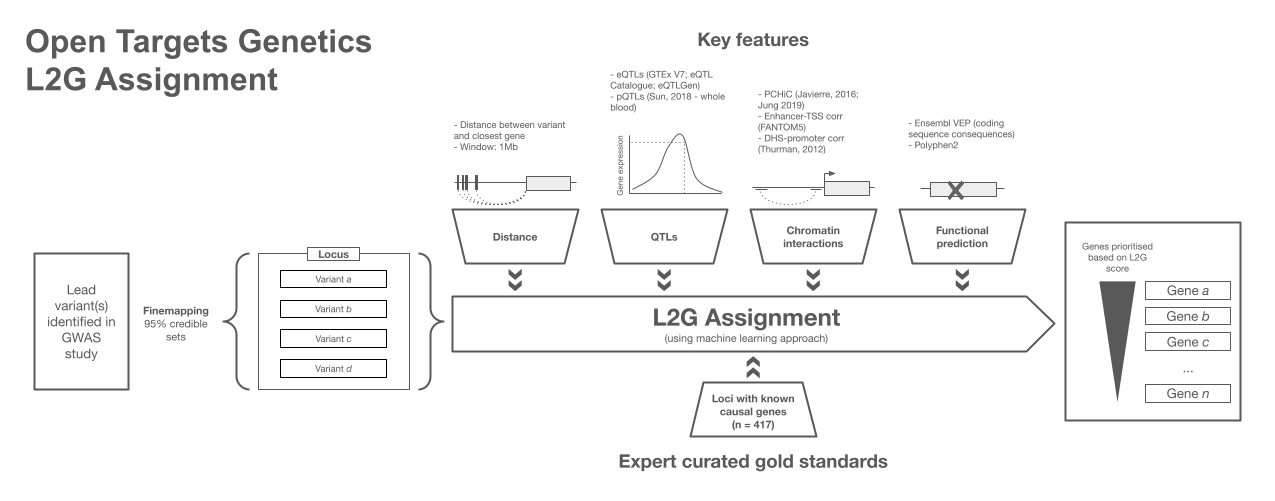 Open Targets Genetics
L2G Assignment
Key features
- Distance between variant
and closest gene
- Window: 1Mb
- eQTLs (GTEx V7; eQTL
Catalogue; eQTLGen)
- pQTLs (Sun, 2018 - whole
blood)
Gene expression
- PCHiC (Javierre, 2016;
Jung 2019)
- Enhancer-TSS corr
(FANTOM5)
- DHS-promoter corr
(Thurman, 2012)
- Ensembl VEP (coding
sequence consequences)
- Polyphen2
Distance
QTLs
Chromatin
interactions
Functional
prediction
Lead
variant(s)
identified in
GWAS
study
Finemapping
95% credible
sets
Locus
Variant a
Variant b
Variant c
Variant d
L2G Assignment
(using machine learning approach)
Loci with known
causal genes
(n = 417)
Expert curated gold standards
Genes prioritised
based on L2G
score
Gene a
Gene b
Gene c
...
Gene n